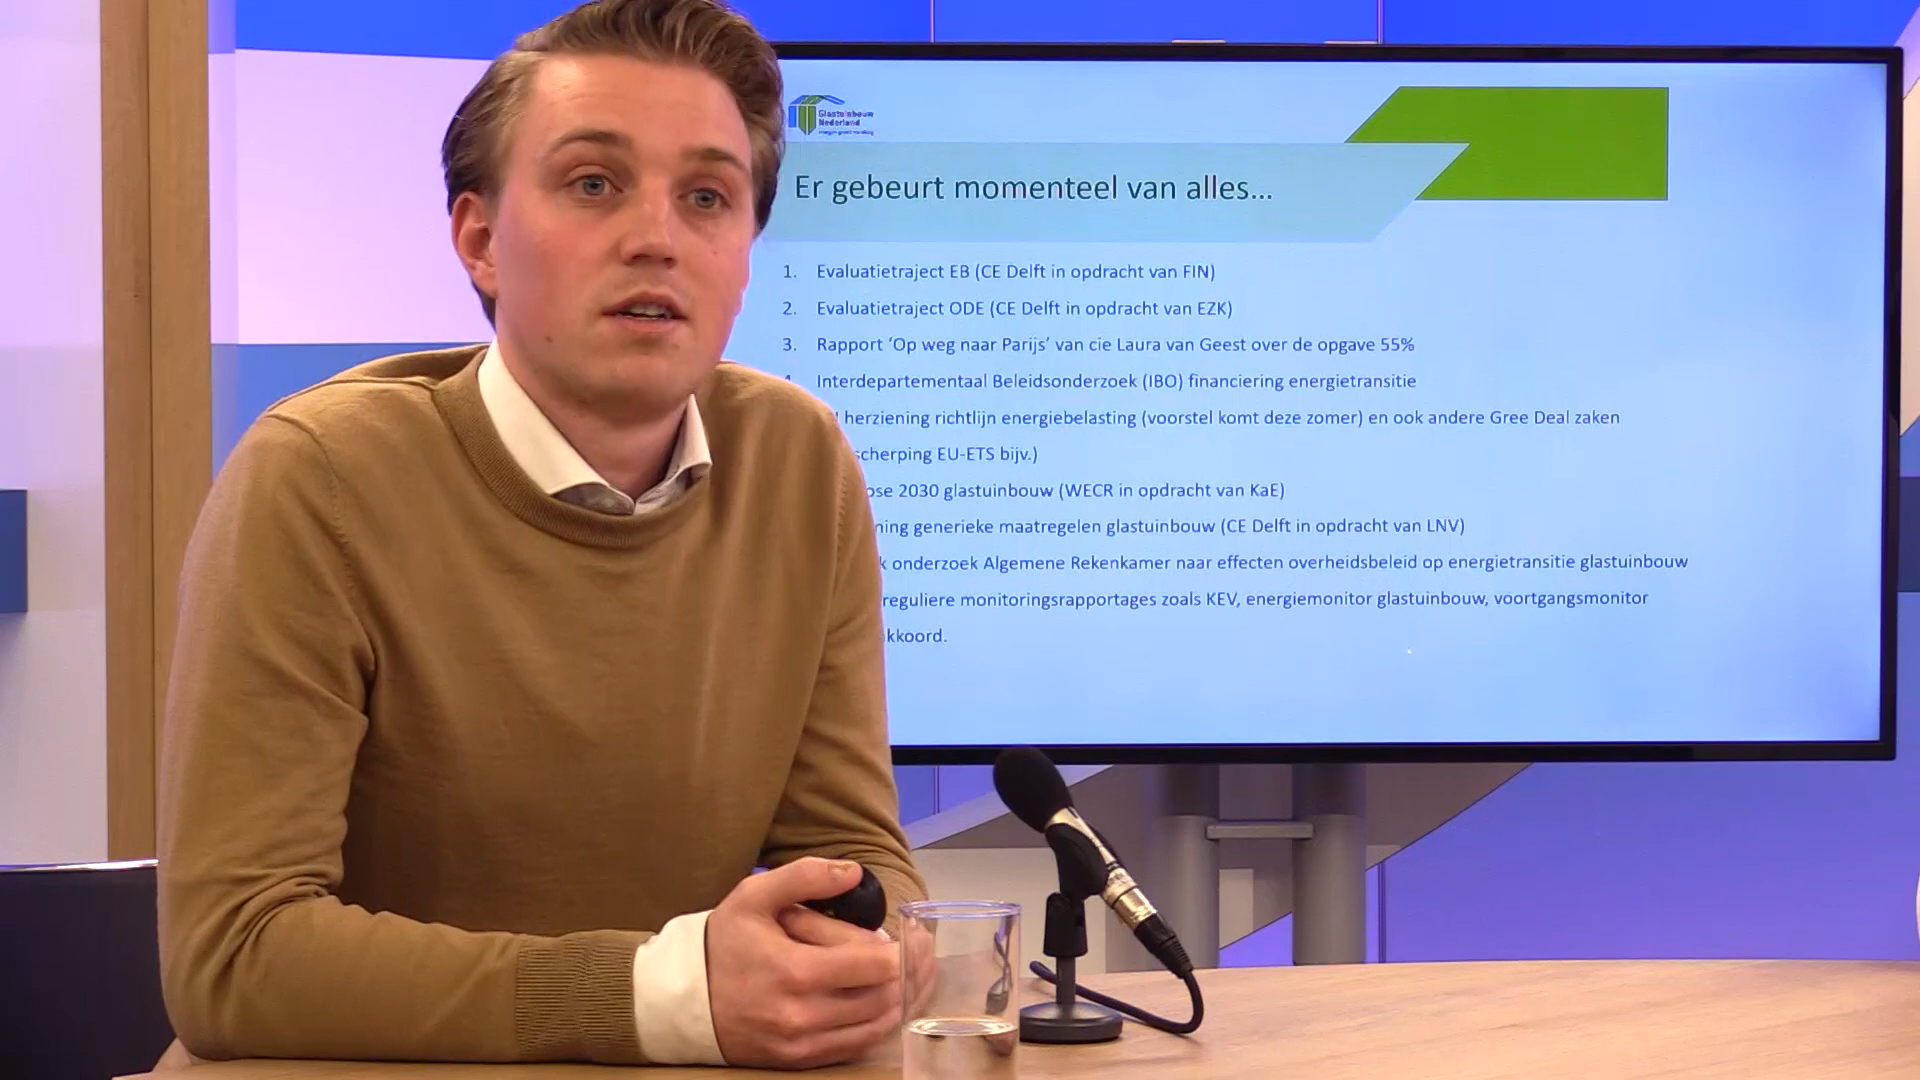 Glastuinbouw
Nederland
Er gebeurt momenteel van alles...
1. Evaluatietraject EB (CE Delft in opdracht van FIN)
2. Evaluatietraject ODE (CE Delft in opdracht van EZK)
3. Rapport ‘Op weg naar Parijs’ van cie Laura van Geest over de opgave 55%
Interdepartementaal Beleidsonderzoek (IBO) financiering energietransitie
herziening richtlijn energiebelasting (voorstel komt deze zomer) en ook andere Gree Deal zaken
scherping EU-ETS bijv.)
ose 2030 glastuinbouw (WECR in opdracht van KaE)
ning generieke maatregelen glastuinbouw (CE Delft in opdracht van LNV)
k onderzoek Algemene Rekenkamer naar effecten overheidsbeleid op energietransitie glastuinbouw
reguliere monitoringsrapportages zoals KEV, energiemonitor glastuinbouw, voortgangsmonitor
kkoord.